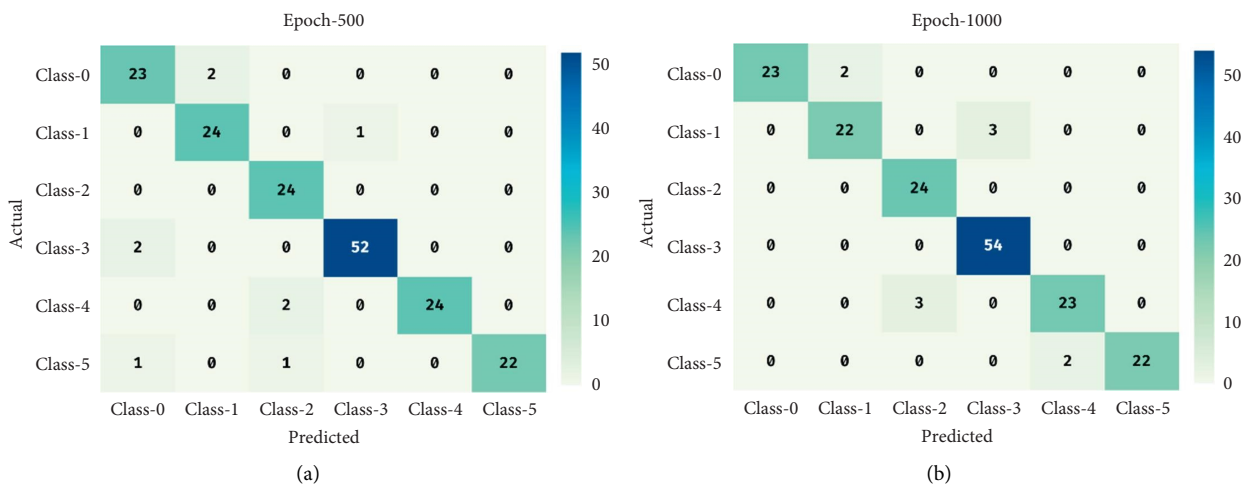 Epoch-500
Actual
Class-0 23 2 0 0 0 0
Class-1 0 24 0 1 0 0
Class-2 0 0 24 0 0 0
Class-3 2 0 0 52 0 0
Class-4 0 0 2 0 24 0
Class-5 1 0 1 0 0 22
Class-0 Class-1 Class-2 Class-3 Class-4 Class-5
Predicted
50
40
30
20
10
0
(a)
Epoch-1000
Actual
Class-0 23 2 0 0 0 0
Class-1 0 22 0 3 0 0
Class-2 0 0 24 0 0 0
Class-3 0 0 0 54 0 0
Class-4 0 0 3 0 23 0
Class-5 0 0 0 0 2 22
Class-0 Class-1 Class-2 Class-3 Class-4 Class-5
Predicted
50
40
30
20
10
0
(b)